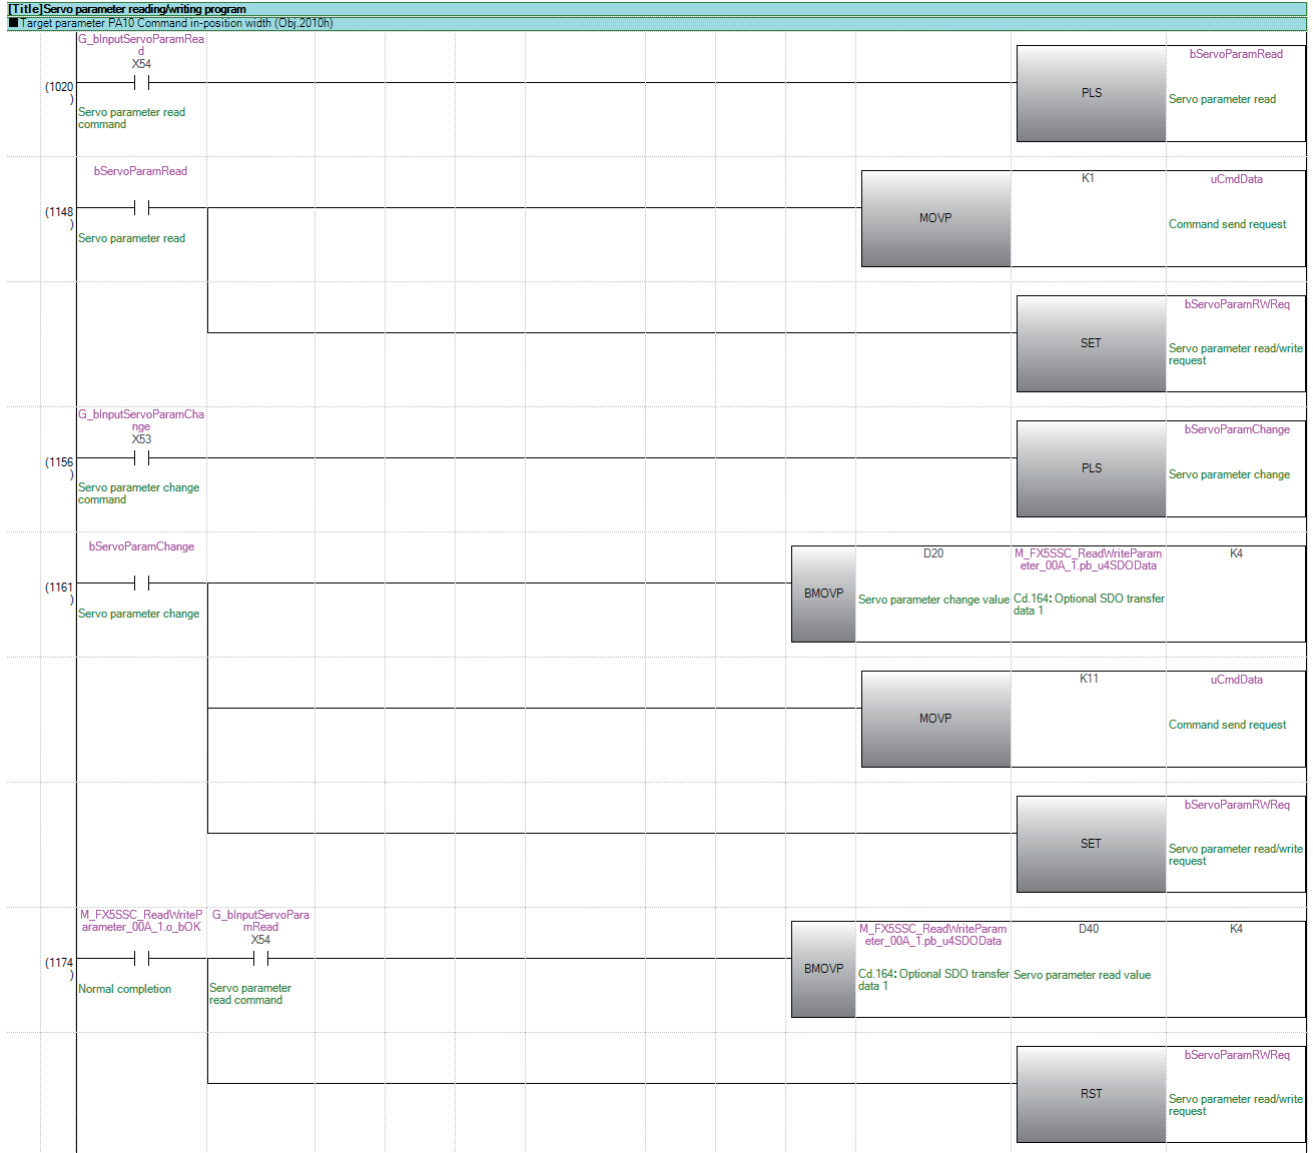 [Title]Servo parameter reading/writing program
■Target parameter PA10 Command in-position width (Obj.2010h)
G_bInputServoParamRea
d
X54
bServoParamRead
(1020
)
PLS
Servo parameter read
command
Servo parameter read
bServoParamRead
K1
uCmdData
(1148
)
MOVP
Servo parameter read
Command send request
bServoParamRWReq
SET
Servo parameter read/write
request
G_bInputServoParamCha
nge
X53
bServoParamChange
(1156
)
PLS
Servo parameter change
command
Servo parameter change
bServoParamChange
D20
M_FX5SSC_ReadWriteParam
eter_00A_1.pb_u4SDOData
K4
(1161
)
BMOVP
Servo parameter change
Servo parameter change value
Cd.164: Optional SDO transfer
data 1
K11
uCmdData
MOVP
Command send request
bServoParamRWReq
SET
Servo parameter read/write
request
M_FX5SSC_ReadWriteP
arameter_00A_1.o_bOK
G_bInputServoPara
mRead
X54
M_FX5SSC_ReadWriteParam
eter_00A_1.pb_u4SDOData
D40
K4
(1174
)
BMOVP
Normal completion
Servo parameter
read command
Cd.164: Optional SDO transfer
data 1
Servo parameter read value
bServoParamRWReq
RST
Servo parameter read/write
request